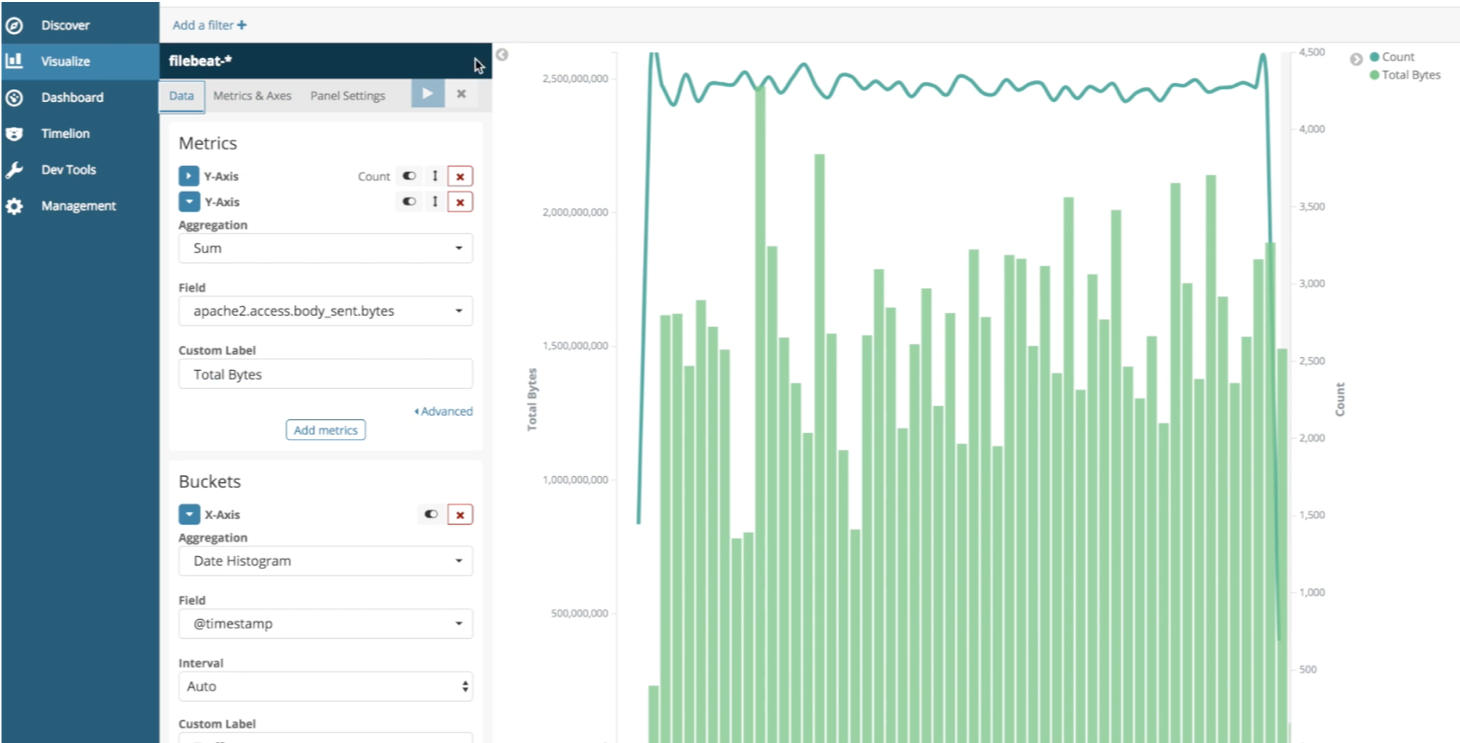 Discover
Visualize
Dashboard
Timelion
Dev Tools
Management
Add a filter +
filebeat-*
Data Metrics & Axes Panel Settings
Metrics
Y-Axis Count
Y-Axis
Aggregation
Sum
Field
apache2.access.body_sent.bytes
Custom Label
Total Bytes
Advanced
Add metrics
Buckets
X-Axis
Aggregation
Date Histogram
Field
@timestamp
Interval
Auto
Custom Label
Total Bytes
2,500,000,000
2,000,000,000
1,500,000,000
1,000,000,000
500,000,000
4,500
4,000
3,500
3,000
2,500
2,000
1,500
1,000
500
Count
Count
Total Bytes